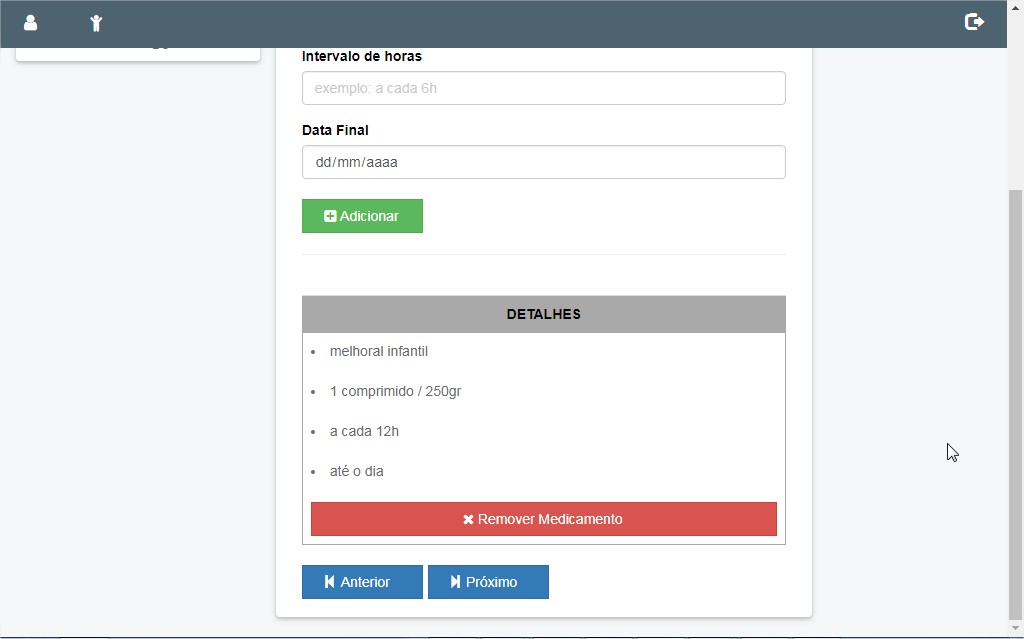 Intervalo de horas
exemplo: a cada 6h
Data Final
dd/mm/aaaa
Adicionar
DETALHES
melhoral infantil
1 comprimido / 250gr
a cada 12h
até o dia
Remover Medicamento
Anterior Próximo